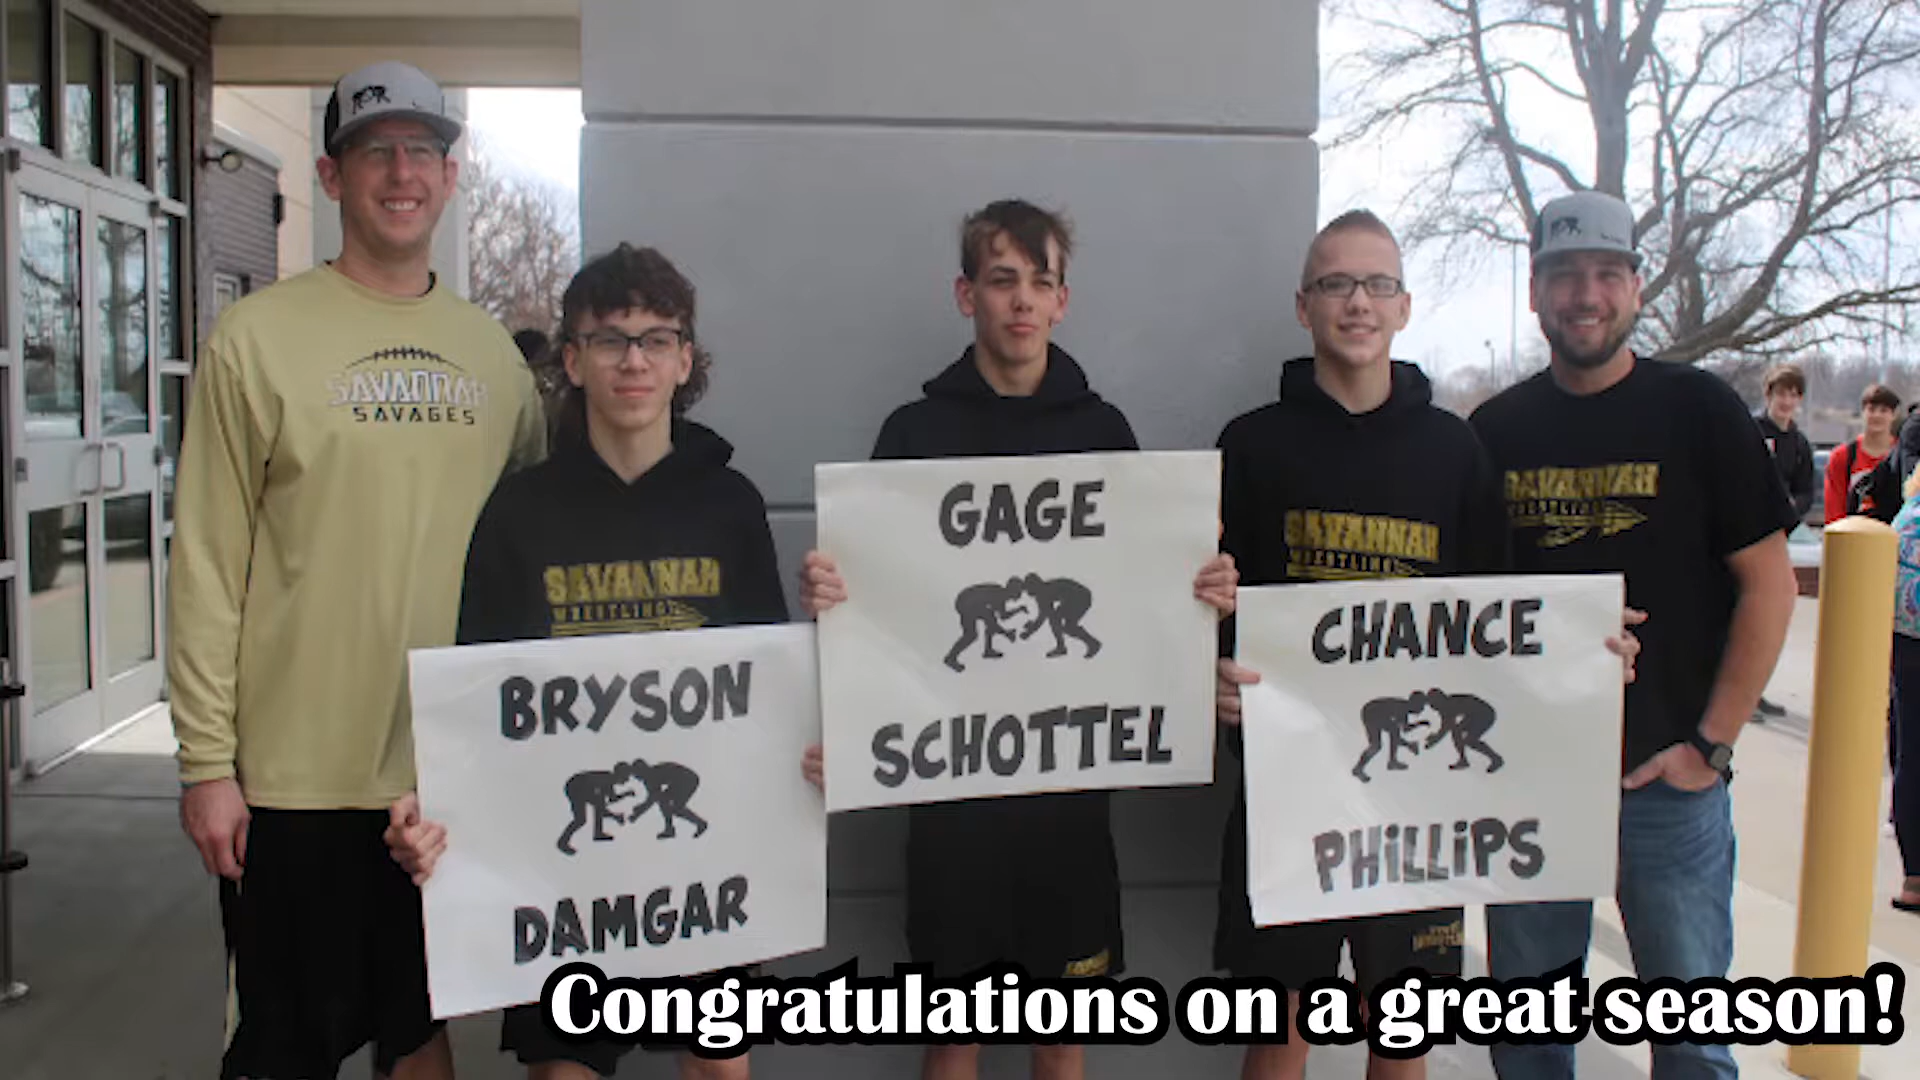 SAVANNAH
SAVAGES
SAVANNAH
WRESTLING
SAVANNAH
WRESTLING
SAVANNAH
WRESTLING
BRYSON
DAMGAR
GAGE
SCHOTTEL
CHANCE
PHiLLiPS
Congratulations on a great season!